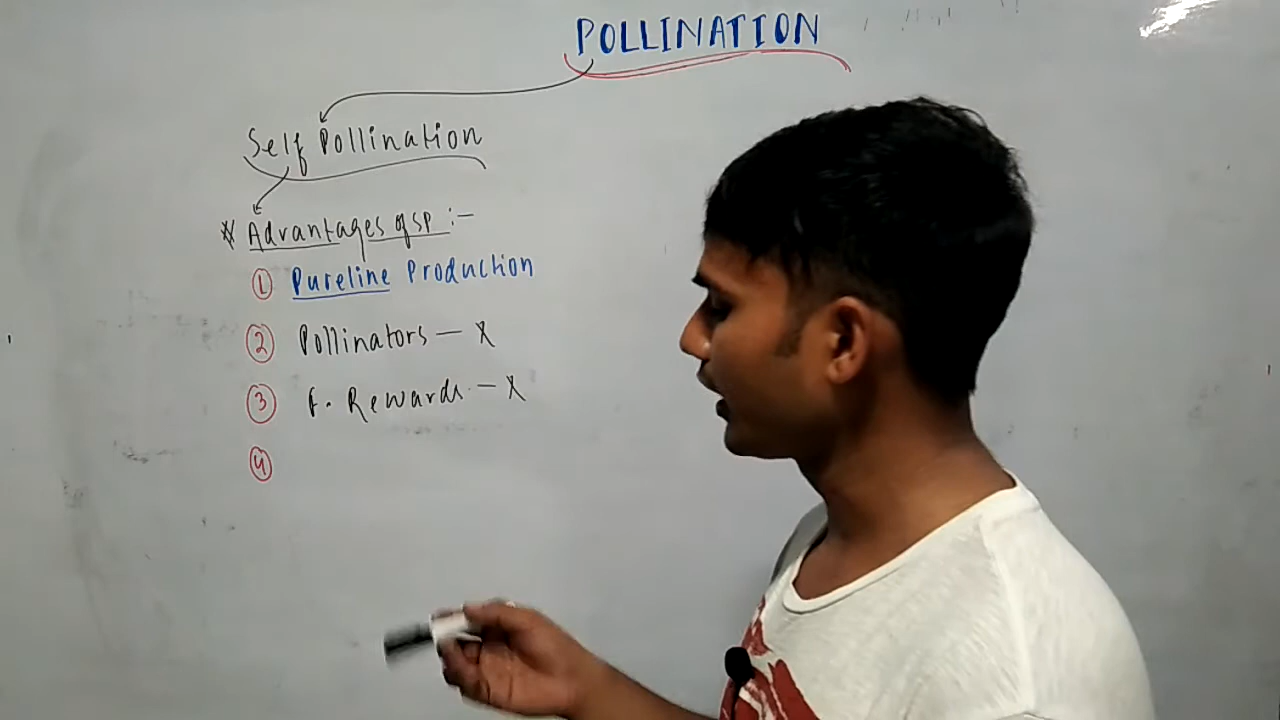 POLLINATION
Self Pollination
* Advantages of SP :-
① Pureline Production
② Pollinators — X
③ F. Rewards. — X
④